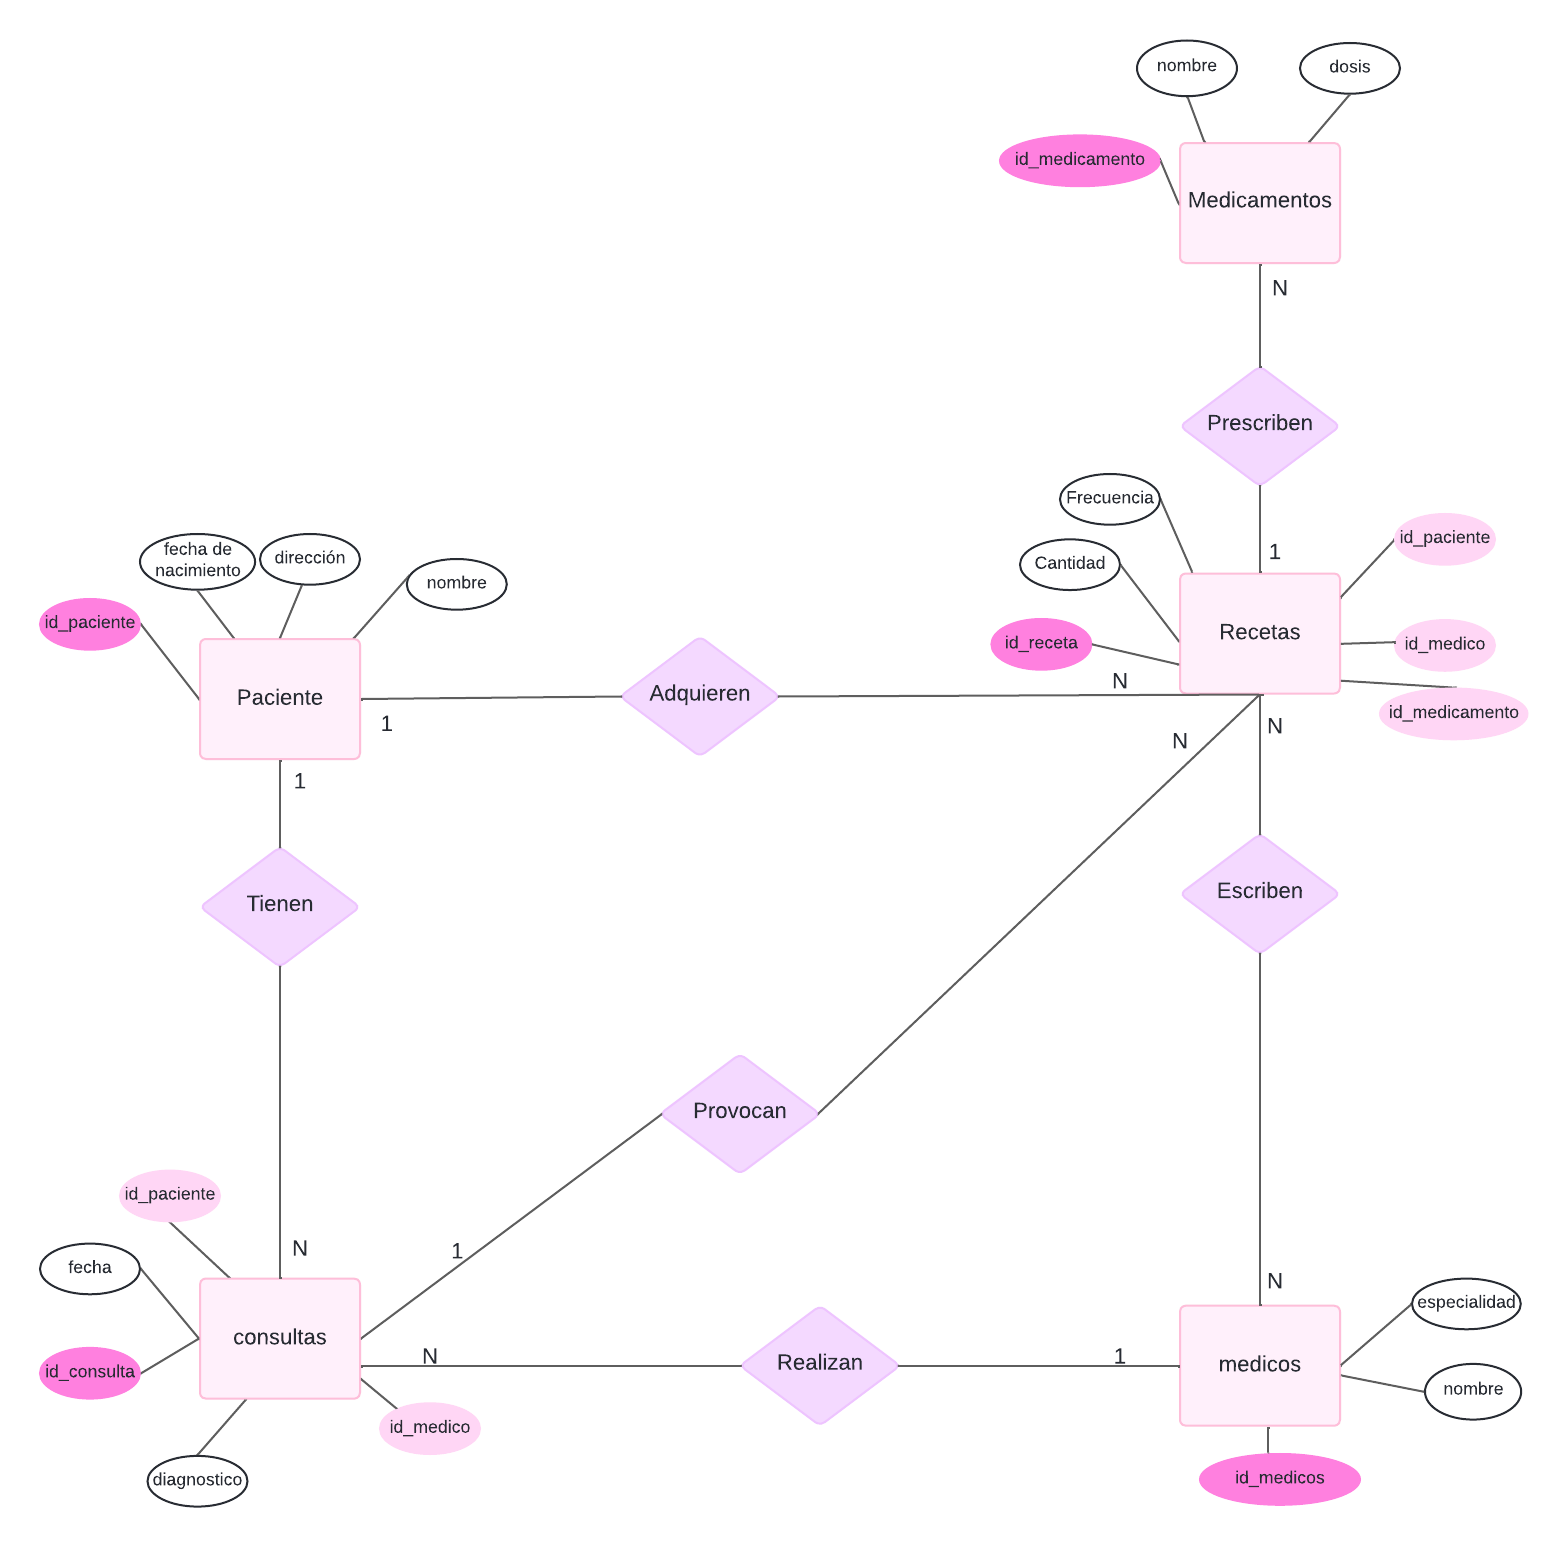 nombre
dosis
id_medicamento
Medicamentos
N
Prescriben
Frecuencia
1
id_paciente
Cantidad
Recetas
id_receta
id_medico
id_medicamento
fecha de
nacimiento
dirección
nombre
id_paciente
Paciente
1
Adquieren
N
N
N
1
Tienen
Escriben
Provocan
id_paciente
N
1
fecha
consultas
id_consulta
N
id_medico
diagnostico
Realizan
1
N
medicos
especialidad
nombre
id_medicos